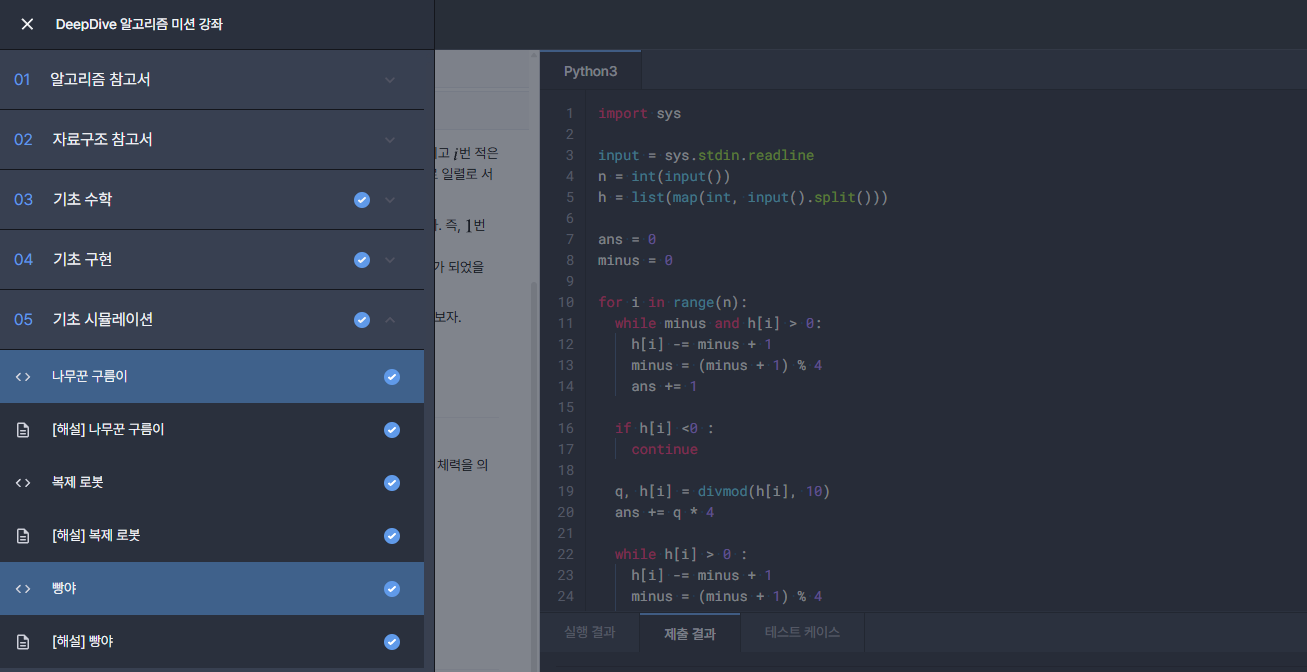 DeepDive 알고리즘 미션 강좌
01 알고리즘 참고서
02 자료구조 참고서
03 기초 수학
04 기초 구현
05 기초 시뮬레이션
나무꾼 구름이
[해설] 나무꾼 구름이
복제 로봇
[해설] 복제 로봇
빵야
[해설] 빵야
고 i번 적은
일렬로 서
. 즉, 1번
가 되었을
보자.
체력을 의
Python3
1 import sys
2
3 input = sys.stdin.readline
4 n = int(input())
5 h = list(map(int, input().split()))
6
7 ans = 0
8 minus = 0
9
10 for i in range(n):
11 while minus and h[i] > 0:
12 h[i] -= minus + 1
13 minus = (minus + 1) % 4
14 ans += 1
15
16 if h[i] <0 :
17 continue
18
19 q, h[i] = divmod(h[i], 10)
20 ans += q * 4
21
22 while h[i] > 0 :
23 h[i] -= minus + 1
24 minus = (minus + 1) % 4
실행 결과 제출 결과 테스트 케이스